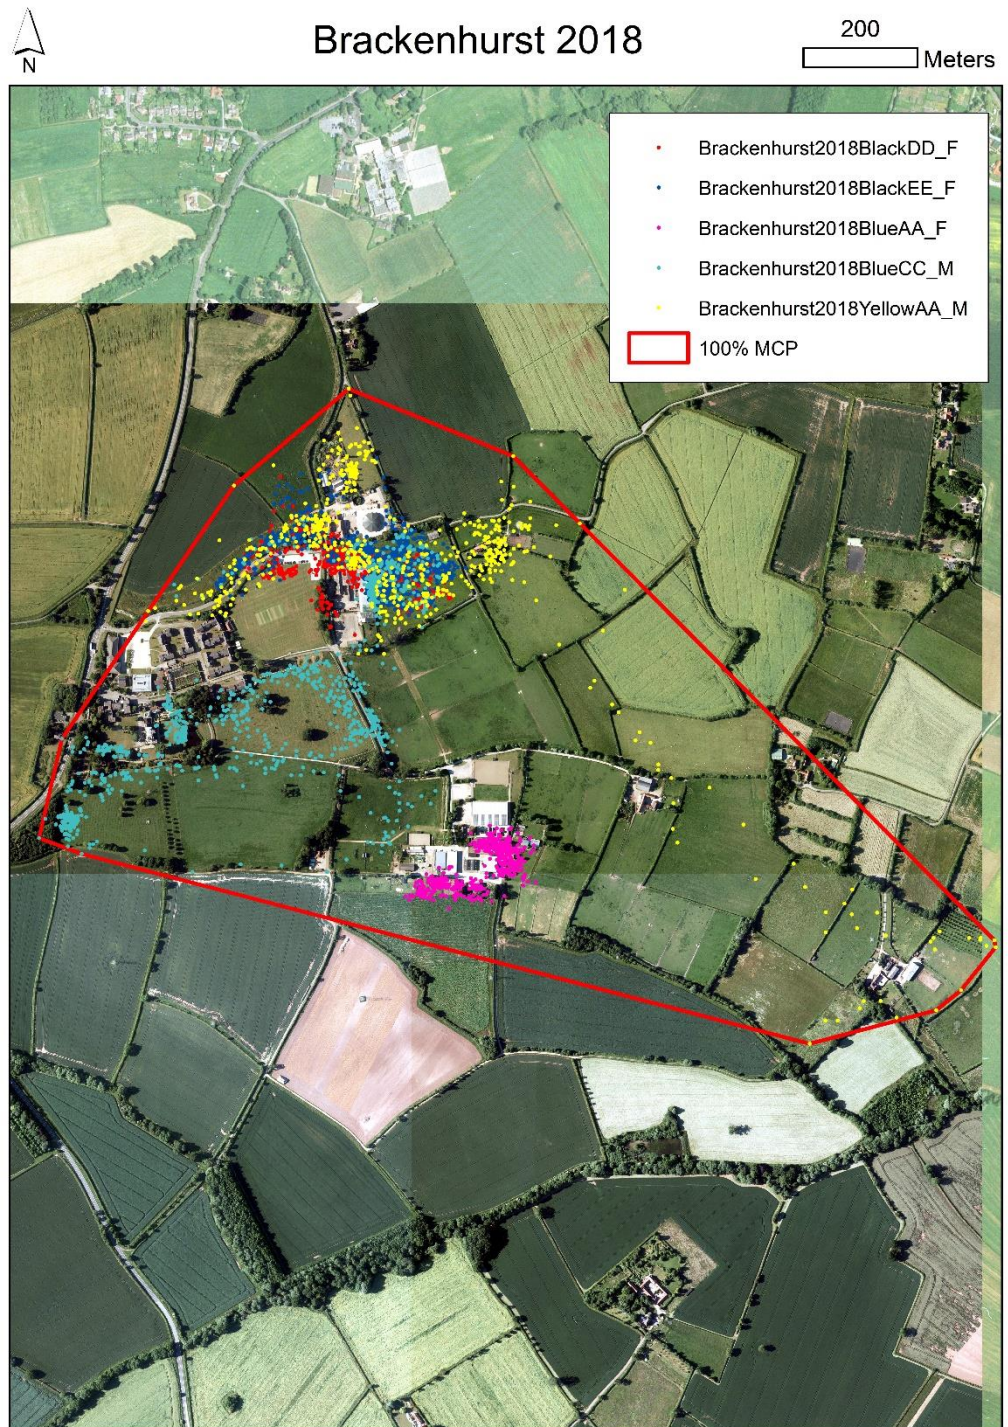 N
Brackenhurst 2018
200
Meters
Brackenhurst2018BlackDD_F
Brackenhurst2018BlackEE_F
Brackenhurst2018BlueAA_F
Brackenhurst2018BlueCC_M
Brackenhurst2018YellowAA_M
100% MCP